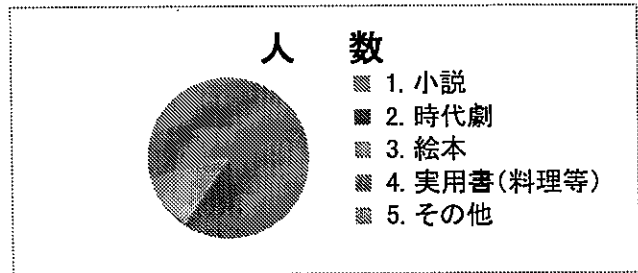 人　数
1. 小説
2. 時代劇
3. 絵本
4. 実用書(料理等)
5. その他